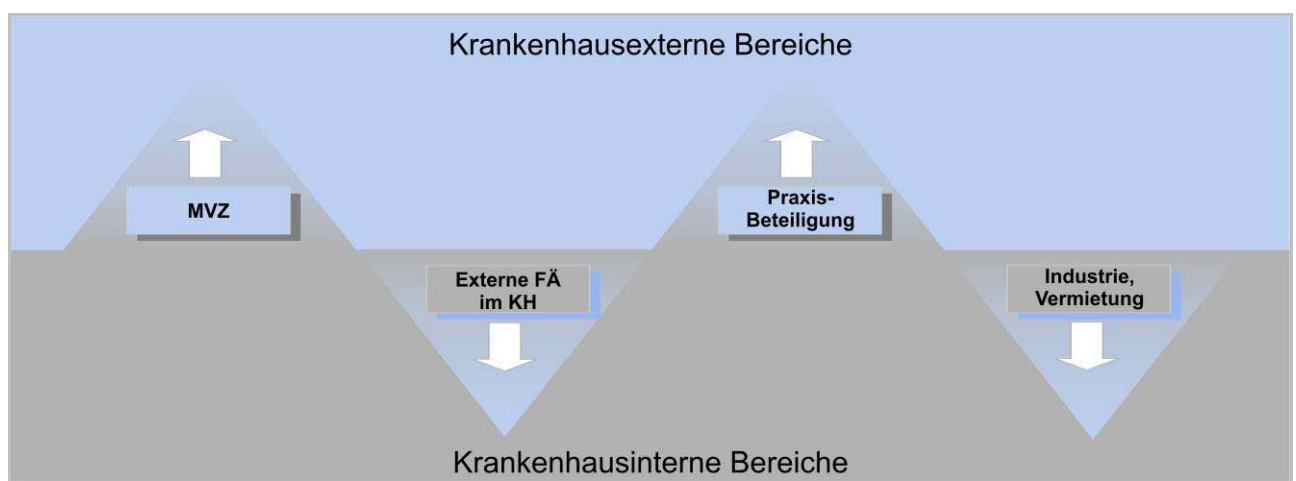 Krankenhausexterne Bereiche
MVZ
Praxis-
Beteiligung
Externe FÄ
im KH
Industrie,
Vermietung
Krankenhausinterne Bereiche